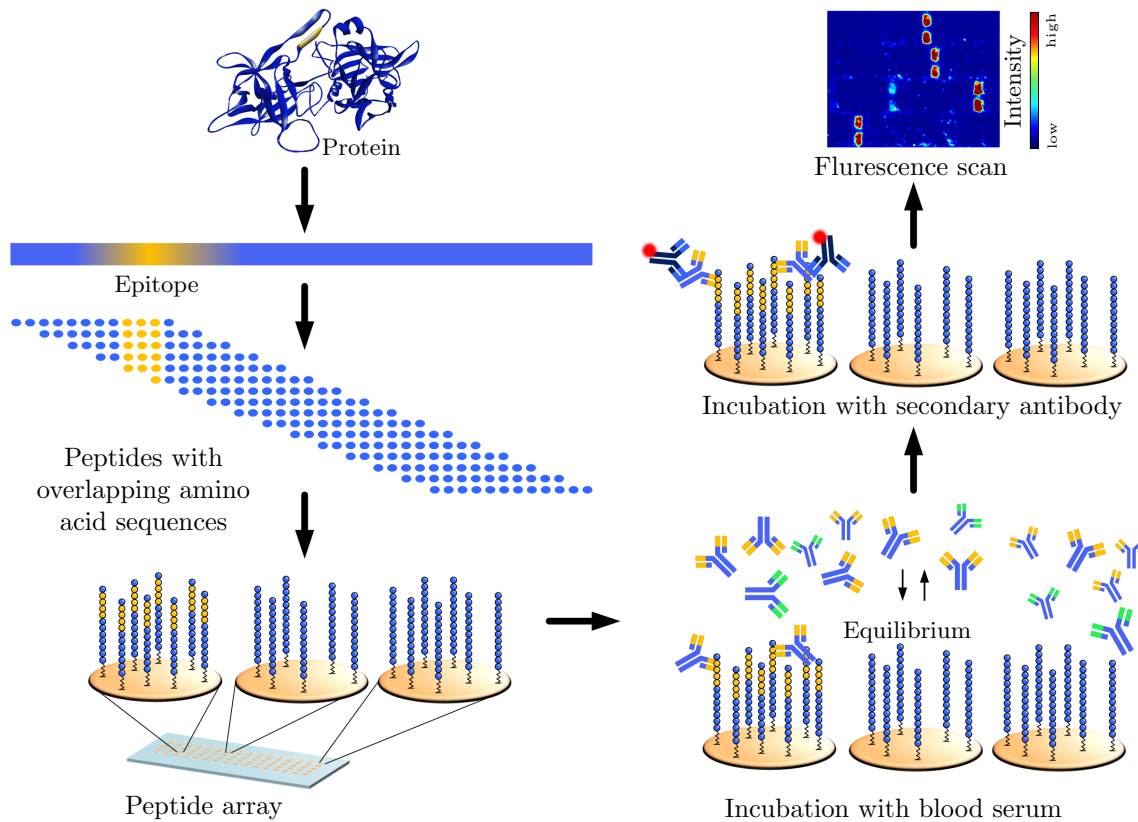 Protein
Epitope
Peptides with
overlapping amino
acid sequences
Peptide array
Equilibrium
Incubation with blood serum
Incubation with secondary antibody
Flurescence scan
Intensity
high
low